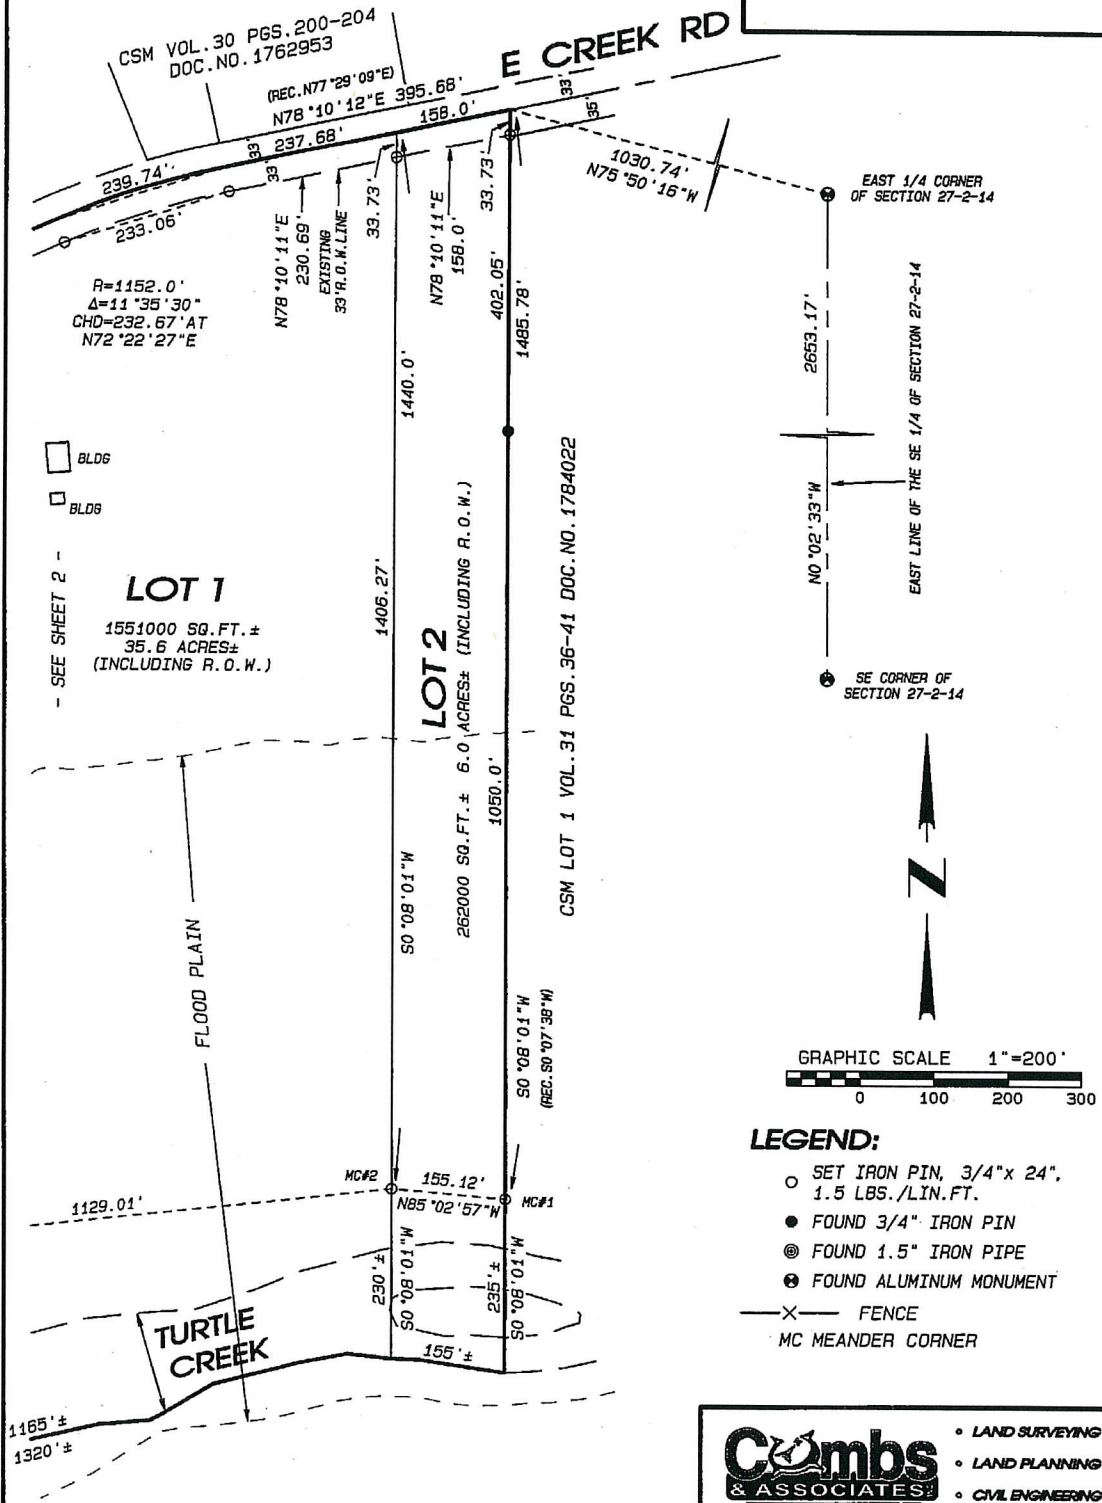 CSM VOL.30 PGS.200-204
DOC.NO.1762953
E CREEK RD
(REC.N77°29'09"E)
N78°10'12"E 395.68'
158.0'
237.68'
239.74'
233.06'
33'
33'
33'
35'
33.73'
33.73'
1030.74'
N75°50'16"W
EAST 1/4 CORNER
OF SECTION 27-2-14
R=1152.0'
Δ=11°35'30"
CHD=232.67'AT
N72°22'27"E
N78°10'11"E
230.69'
EXISTING
33'R.O.W.LINE
N78°10'11"E
158.0'
402.05'
1485.78'
1440.0'
2653.17'
N0°02'33"W
EAST LINE OF THE SE 1/4 OF SECTION 27-2-14
SE CORNER OF
SECTION 27-2-14
BLDG
BLDG
- SEE SHEET 2 -
LOT 1
1551000 SQ.FT.±
35.6 ACRES±
(INCLUDING R.O.W.)
1406.27'
LOT 2
262000 SQ.FT.± 6.0 ACRES± (INCLUDING R.O.W.)
1050.0'
CSM LOT 1 VOL.31 PGS.36-41 DOC.NO.1784022
S0°08'01"W
S0°08'01"W
(REC.S0°07'38"W)
FLOOD PLAIN
N
GRAPHIC SCALE 1"=200'
0 100 200 300
LEGEND:
SET IRON PIN, 3/4"x 24",
1.5 LBS./LIN.FT.
FOUND 3/4" IRON PIN
FOUND 1.5" IRON PIPE
FOUND ALUMINUM MONUMENT
X FENCE
MC MEANDER CORNER
MC#2
155.12'
N85°02'57"W
MC#1
1129.01'
230'±
S0°08'01"W
235'±
S0°08'01"W
155'±
TURTLE
CREEK
1165'±
1320'±
Combs
& ASSOCIATES
• LAND SURVEYING
• LAND PLANNING
• CIVIL ENGINEERING